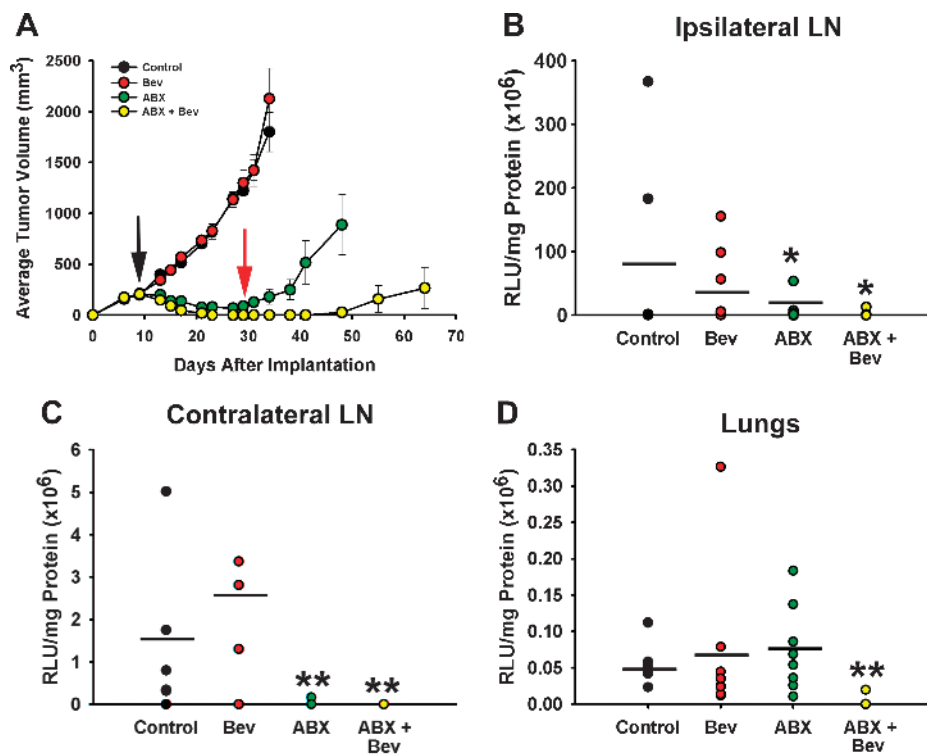 A
Control
Bev
ABX
ABX + Bev
Average Tumor Volume (mm3)
2500
2000
1500
1000
500
0
0 10 20 30 40 50 60 70
Days After Implantation
B
Ipsilateral LN
RLU/mg Protein (x10⁶)
400
300
200
100
0
*
*
Control Bev ABX ABX +
Bev
C
Contralateral LN
RLU/mg Protein (x10⁶)
6
5
4
3
2
1
0
**
**
Control Bev ABX ABX +
Bev
D
Lungs
RLU/mg Protein (x10⁶)
0.35
0.30
0.25
0.20
0.15
0.10
0.05
0.00
**
Control Bev ABX ABX +
Bev